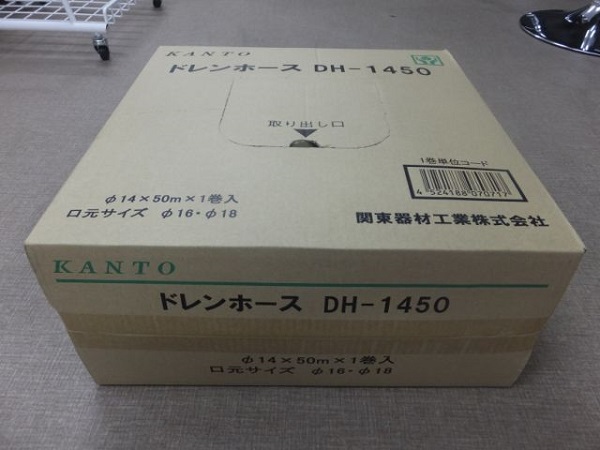 KANTO
ドレンホース DH-1450
取り出し口
1巻単位コード
4 524188 070717
φ14×50m×1巻入
口元サイズ φ16・φ18
関東器材工業株式会社
KANTO
ドレンホース DH-1450
φ14×50m×1巻入
口元サイズ φ16・φ18